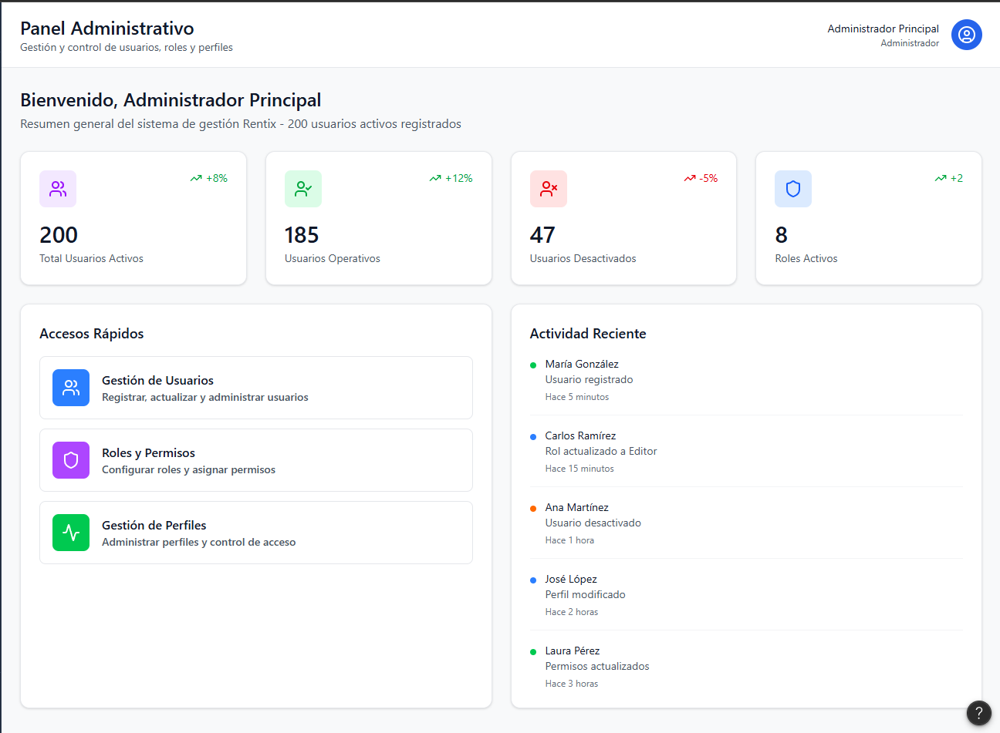 Panel Administrativo
Gestión y control de usuarios, roles y perfiles
Administrador Principal
Administrador
Bienvenido, Administrador Principal
Resumen general del sistema de gestión Rentix - 200 usuarios activos registrados
+8%
200
Total Usuarios Activos
+12%
185
Usuarios Operativos
-5%
47
Usuarios Desactivados
+2
8
Roles Activos
Accesos Rápidos
Gestión de Usuarios
Registrar, actualizar y administrar usuarios
Roles y Permisos
Configurar roles y asignar permisos
Gestión de Perfiles
Administrar perfiles y control de acceso
Actividad Reciente
María González
Usuario registrado
Hace 5 minutos
Carlos Ramírez
Rol actualizado a Editor
Hace 15 minutos
Ana Martínez
Usuario desactivado
Hace 1 hora
José López
Perfil modificado
Hace 2 horas
Laura Pérez
Permisos actualizados
Hace 3 horas
?